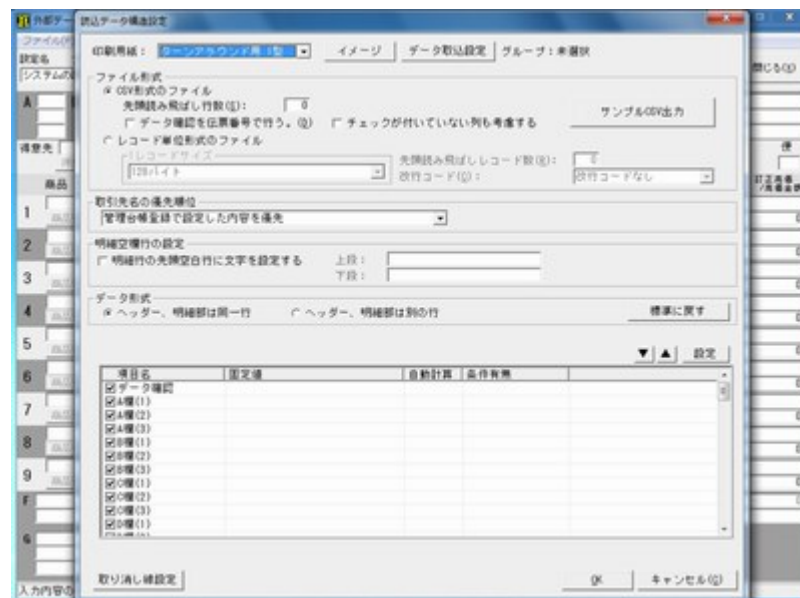 外部デー
読込データ構造設定
ファイル(F)
設定名
閉じる(X)
印刷用紙： ターンアラウンド用 1型 イメージ データ取込設定 グループ：未選択
ファイル形式
CSV形式のファイル
先頭読み飛ばし行数(E)： 0
サンプルCSV出力
データ確認を伝票番号で行う。(Q) チェックが付いていない列も考慮する
レコード単位形式のファイル
1レコードサイズ
128バイト
先頭読み飛ばしレコード数(R)： 0
改行コード(G)： 改行コードなし
取引先名の優先順位
管理台帳登録で設定した内容を優先
明細空欄行の設定
明細行の先頭空白行に文字を設定する 上段：
下段：
データ形式
ヘッダー、明細部は同一行 ヘッダー、明細部は別の行 標準に戻す
▼ ▲ 設定
項目名 固定値 自動計算 条件有無
データ確認
A欄(1)
A欄(2)
A欄(3)
B欄(1)
B欄(2)
B欄(3)
C欄(1)
C欄(2)
C欄(3)
D欄(1)
取り消し線設定 OK キャンセル(C)
A
得意先
便
商品
1
2
3
4
5
6
7
8
9
F
G
入力内容の